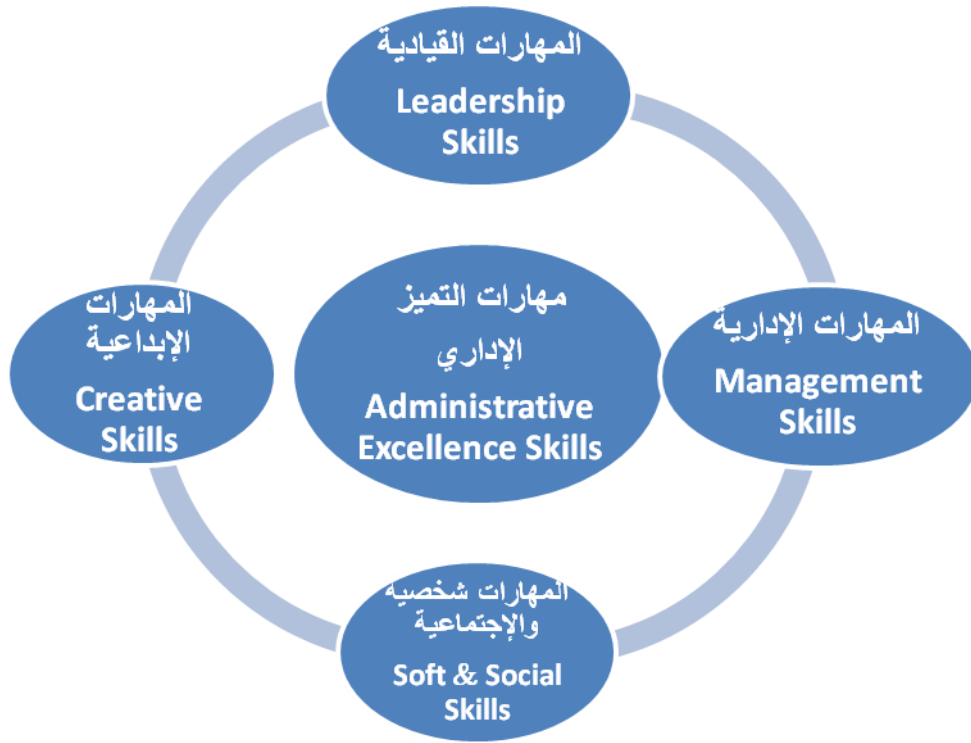 المهارات القيادية
Leadership
Skills
المهارات
الإبداعية
Creative
Skills
مهارات التميز
الإداري
Administrative
Excellence Skills
المهارات الإدارية
Management
Skills
المهارات شخصية
والإجتماعية
Soft & Social
Skills